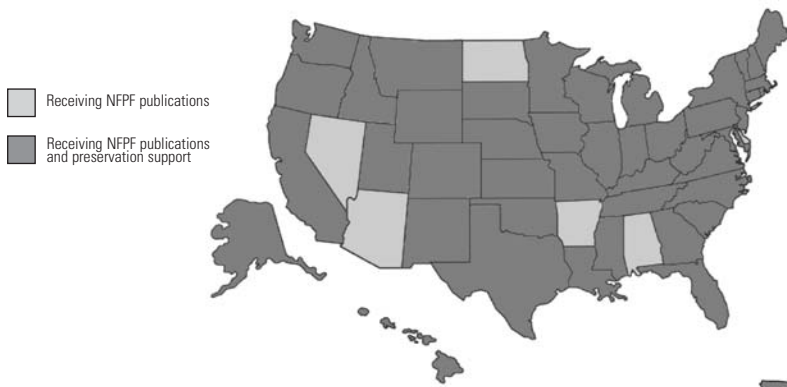 Receiving NFPF publications
Receiving NFPF publications
and preservation support